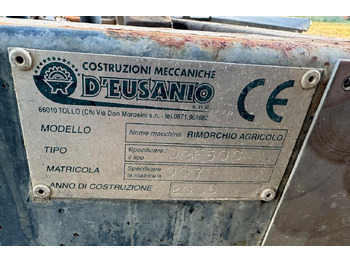 COSTRUZIONI MECCANICHE
D'EUSANIO
s.n.c.
CE
66010 TOLLO (CH) Via Don Morosini s.n. - tel.0871.961682
MODELLO Nome macchina RIMORCHIO AGRICOLO
TIPO Specificare il tipo
MATRICOLA Specificare la matricola
ANNO DI COSTRUZIONE